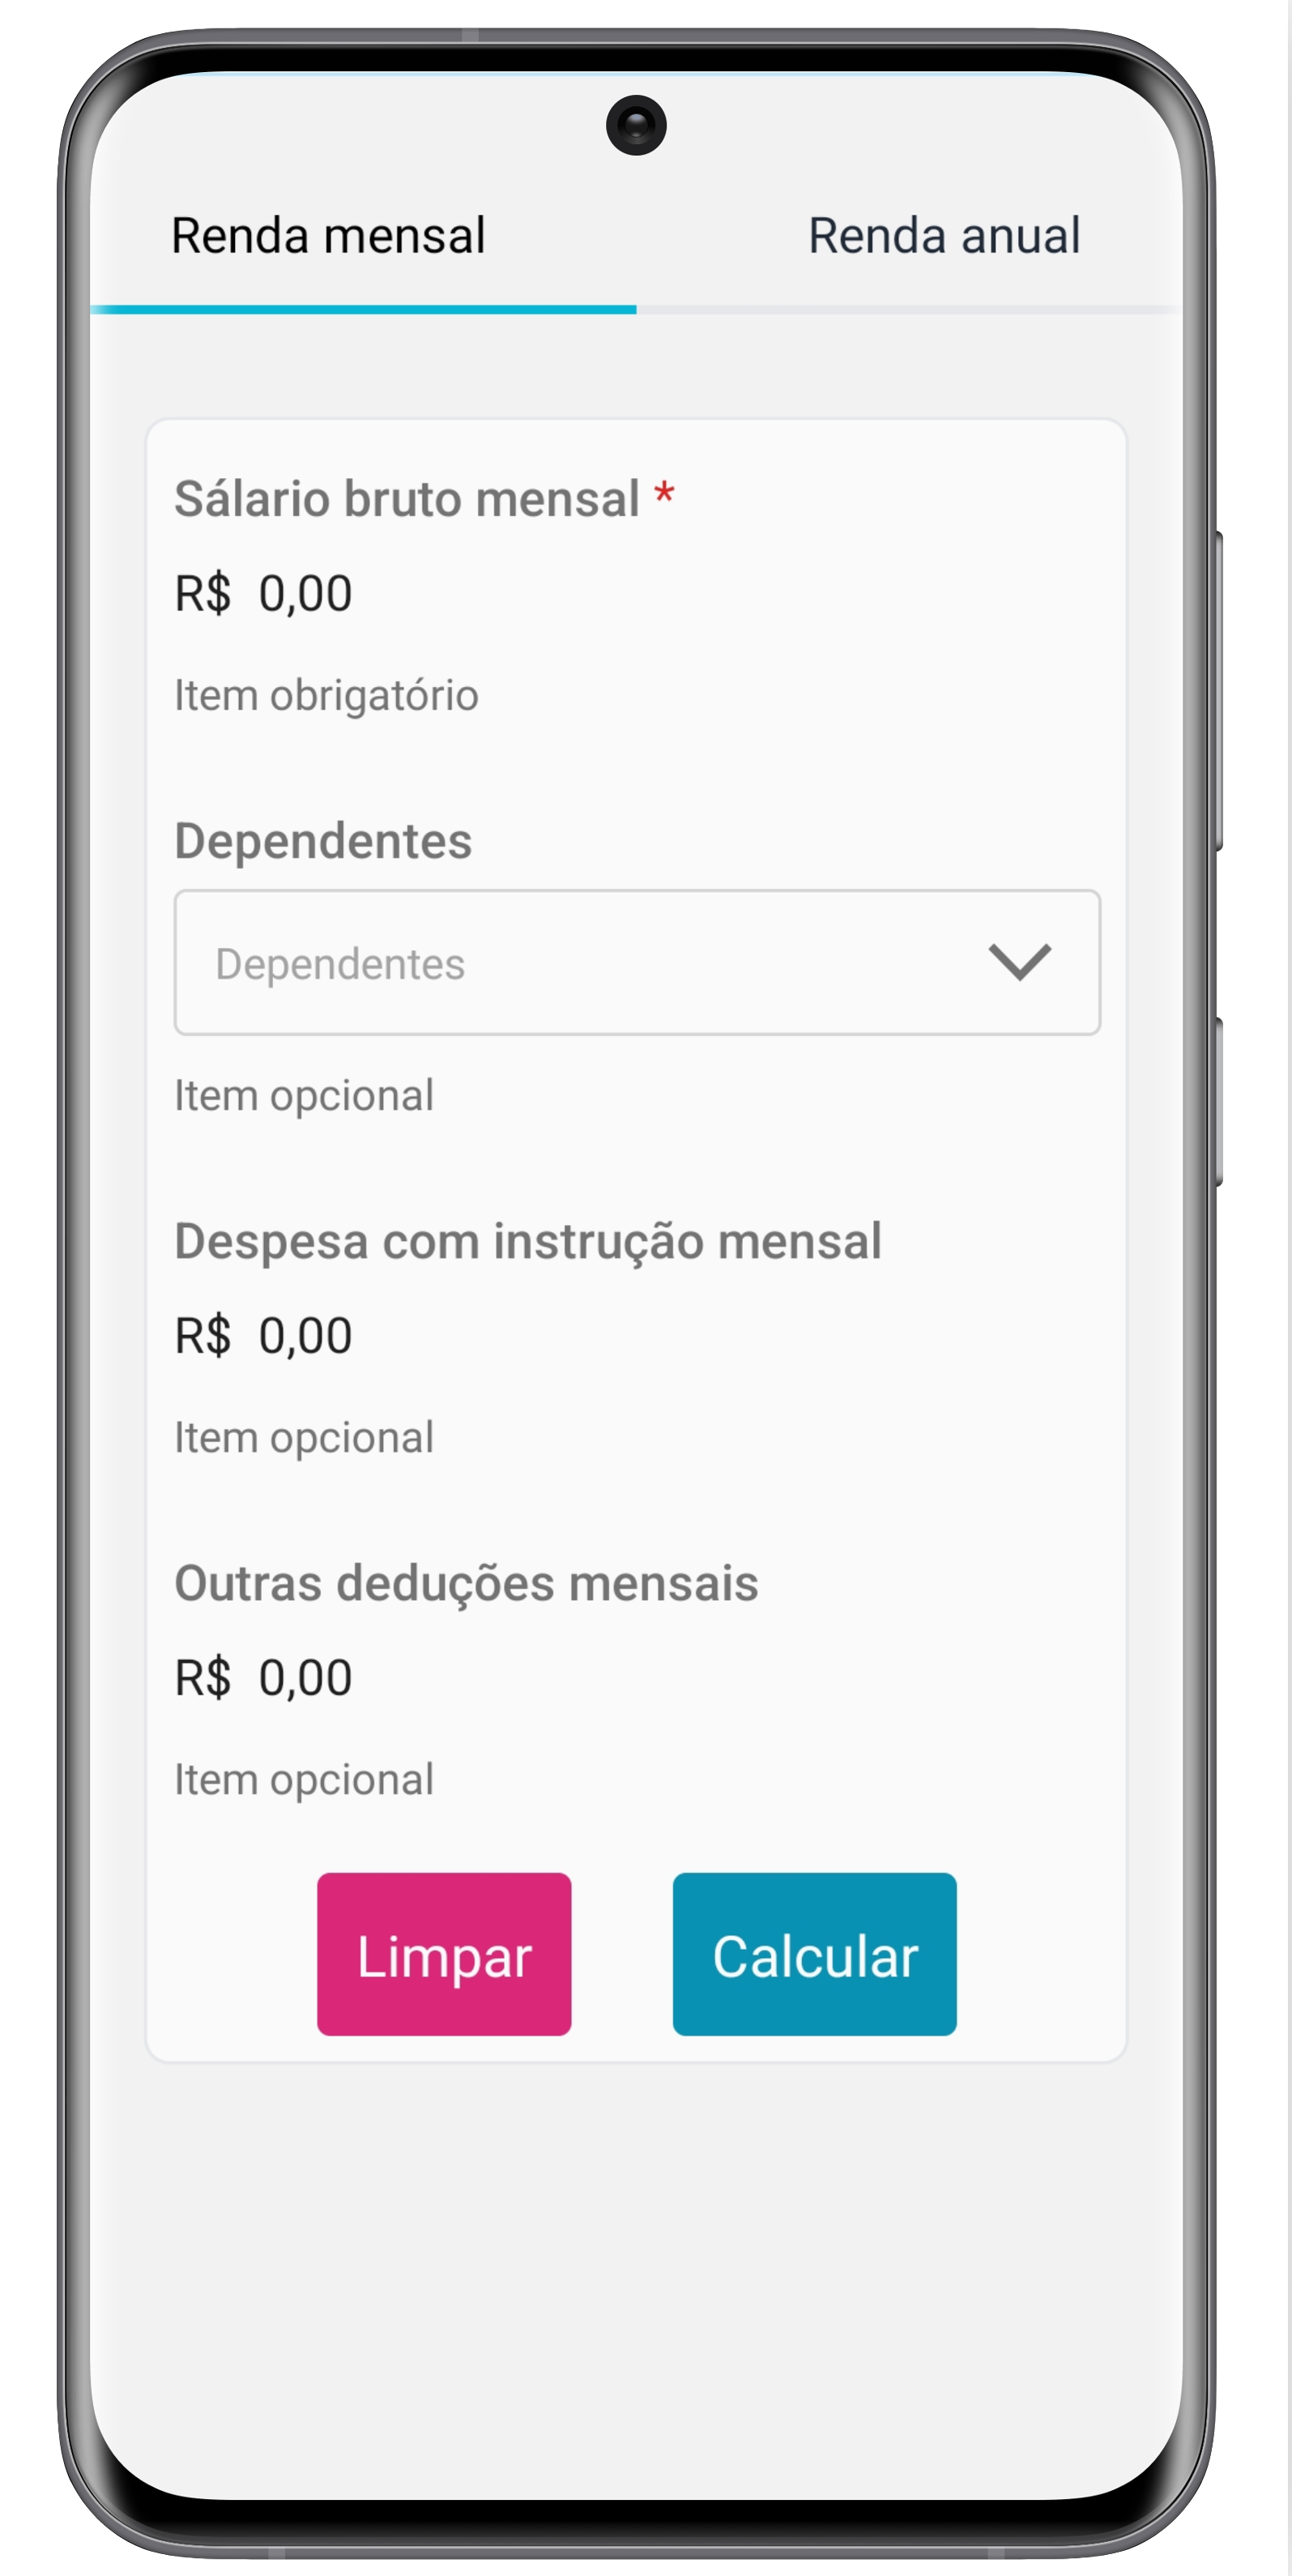 Renda mensal Renda anual
Sálario bruto mensal *
R$ 0,00
Item obrigatório
Dependentes
Dependentes
Item opcional
Despesa com instrução mensal
R$ 0,00
Item opcional
Outras deduções mensais
R$ 0,00
Item opcional
Limpar Calcular